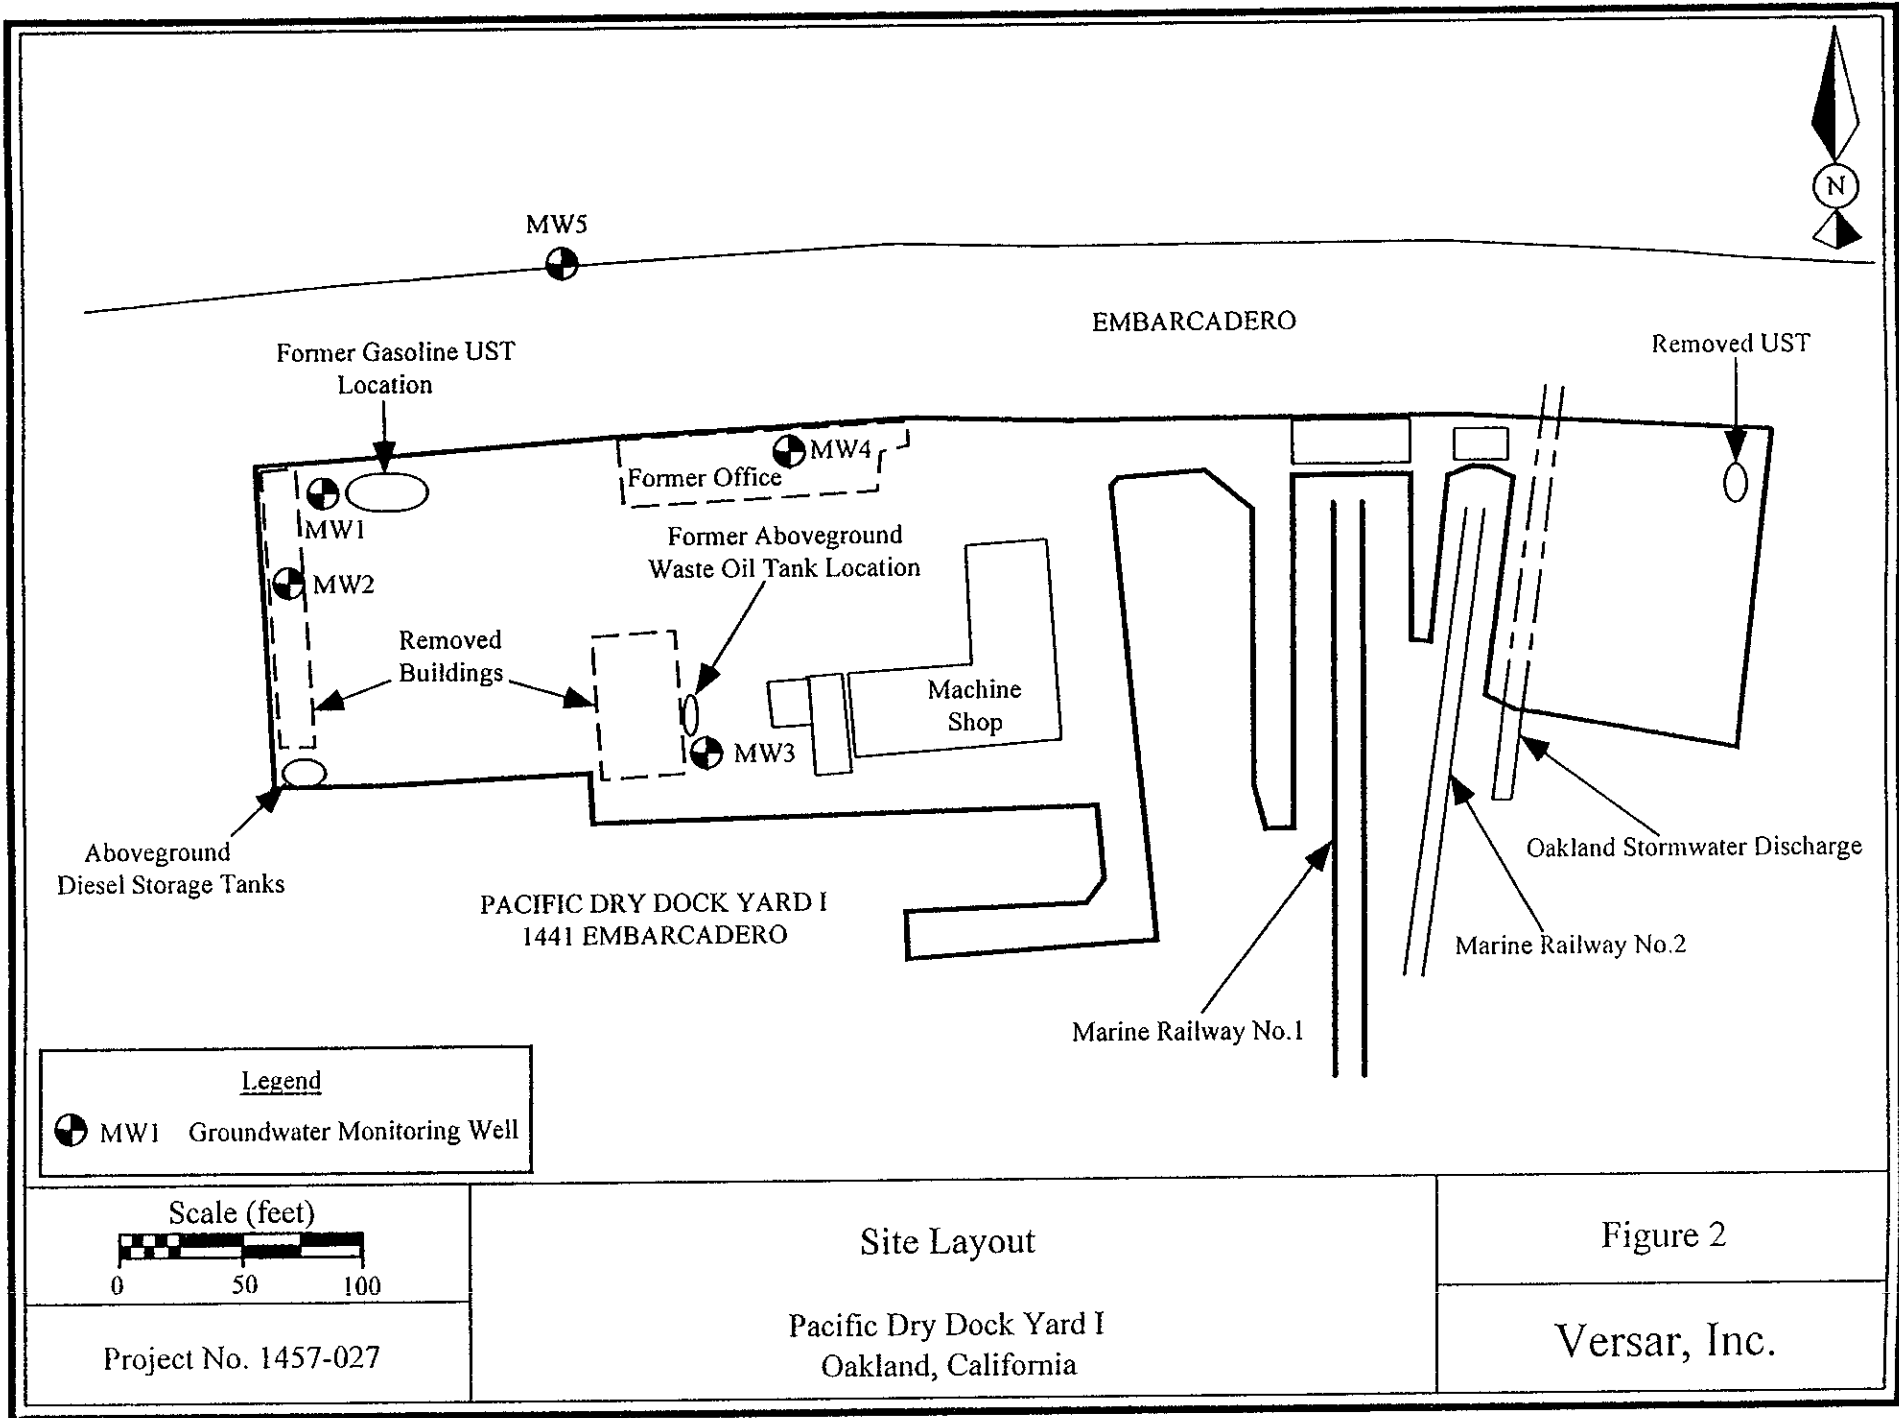 N
MW5
EMBARCADERO
Former Gasoline UST
Location
Removed UST
MW4
Former Office
MW1
Former Aboveground
Waste Oil Tank Location
MW2
Removed
Buildings
Machine
Shop
MW3
Aboveground
Diesel Storage Tanks
Oakland Stormwater Discharge
PACIFIC DRY DOCK YARD I
1441 EMBARCADERO
Marine Railway No.2
Marine Railway No.1
Legend
MW1 Groundwater Monitoring Well
Scale (feet)
0 50 100
Project No. 1457-027
Site Layout
Pacific Dry Dock Yard I
Oakland, California
Figure 2
Versar, Inc.